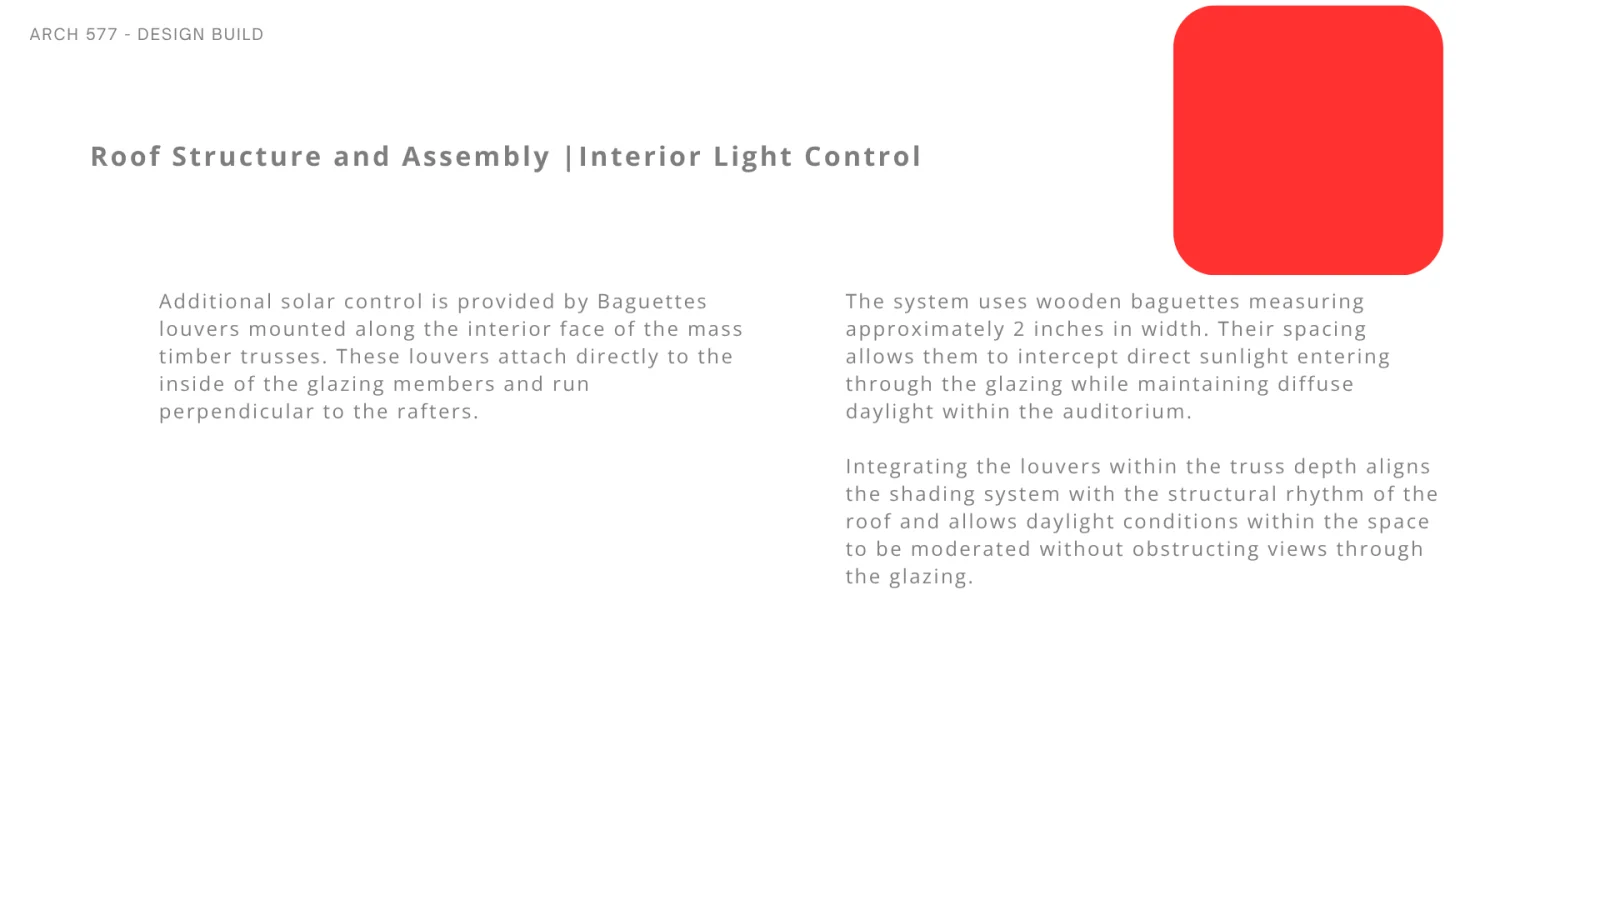 ARCH 577 - DESIGN BUILD
Roof Structure and Assembly |Interior Light Control
Additional solar control is provided by Baguettes
louvers mounted along the interior face of the mass
timber trusses. These louvers attach directly to the
inside of the glazing members and run
perpendicular to the rafters.
The system uses wooden baguettes measuring
approximately 2 inches in width. Their spacing
allows them to intercept direct sunlight entering
through the glazing while maintaining diffuse
daylight within the auditorium.
Integrating the louvers within the truss depth aligns
the shading system with the structural rhythm of the
roof and allows daylight conditions within the space
to be moderated without obstructing views through
the glazing.